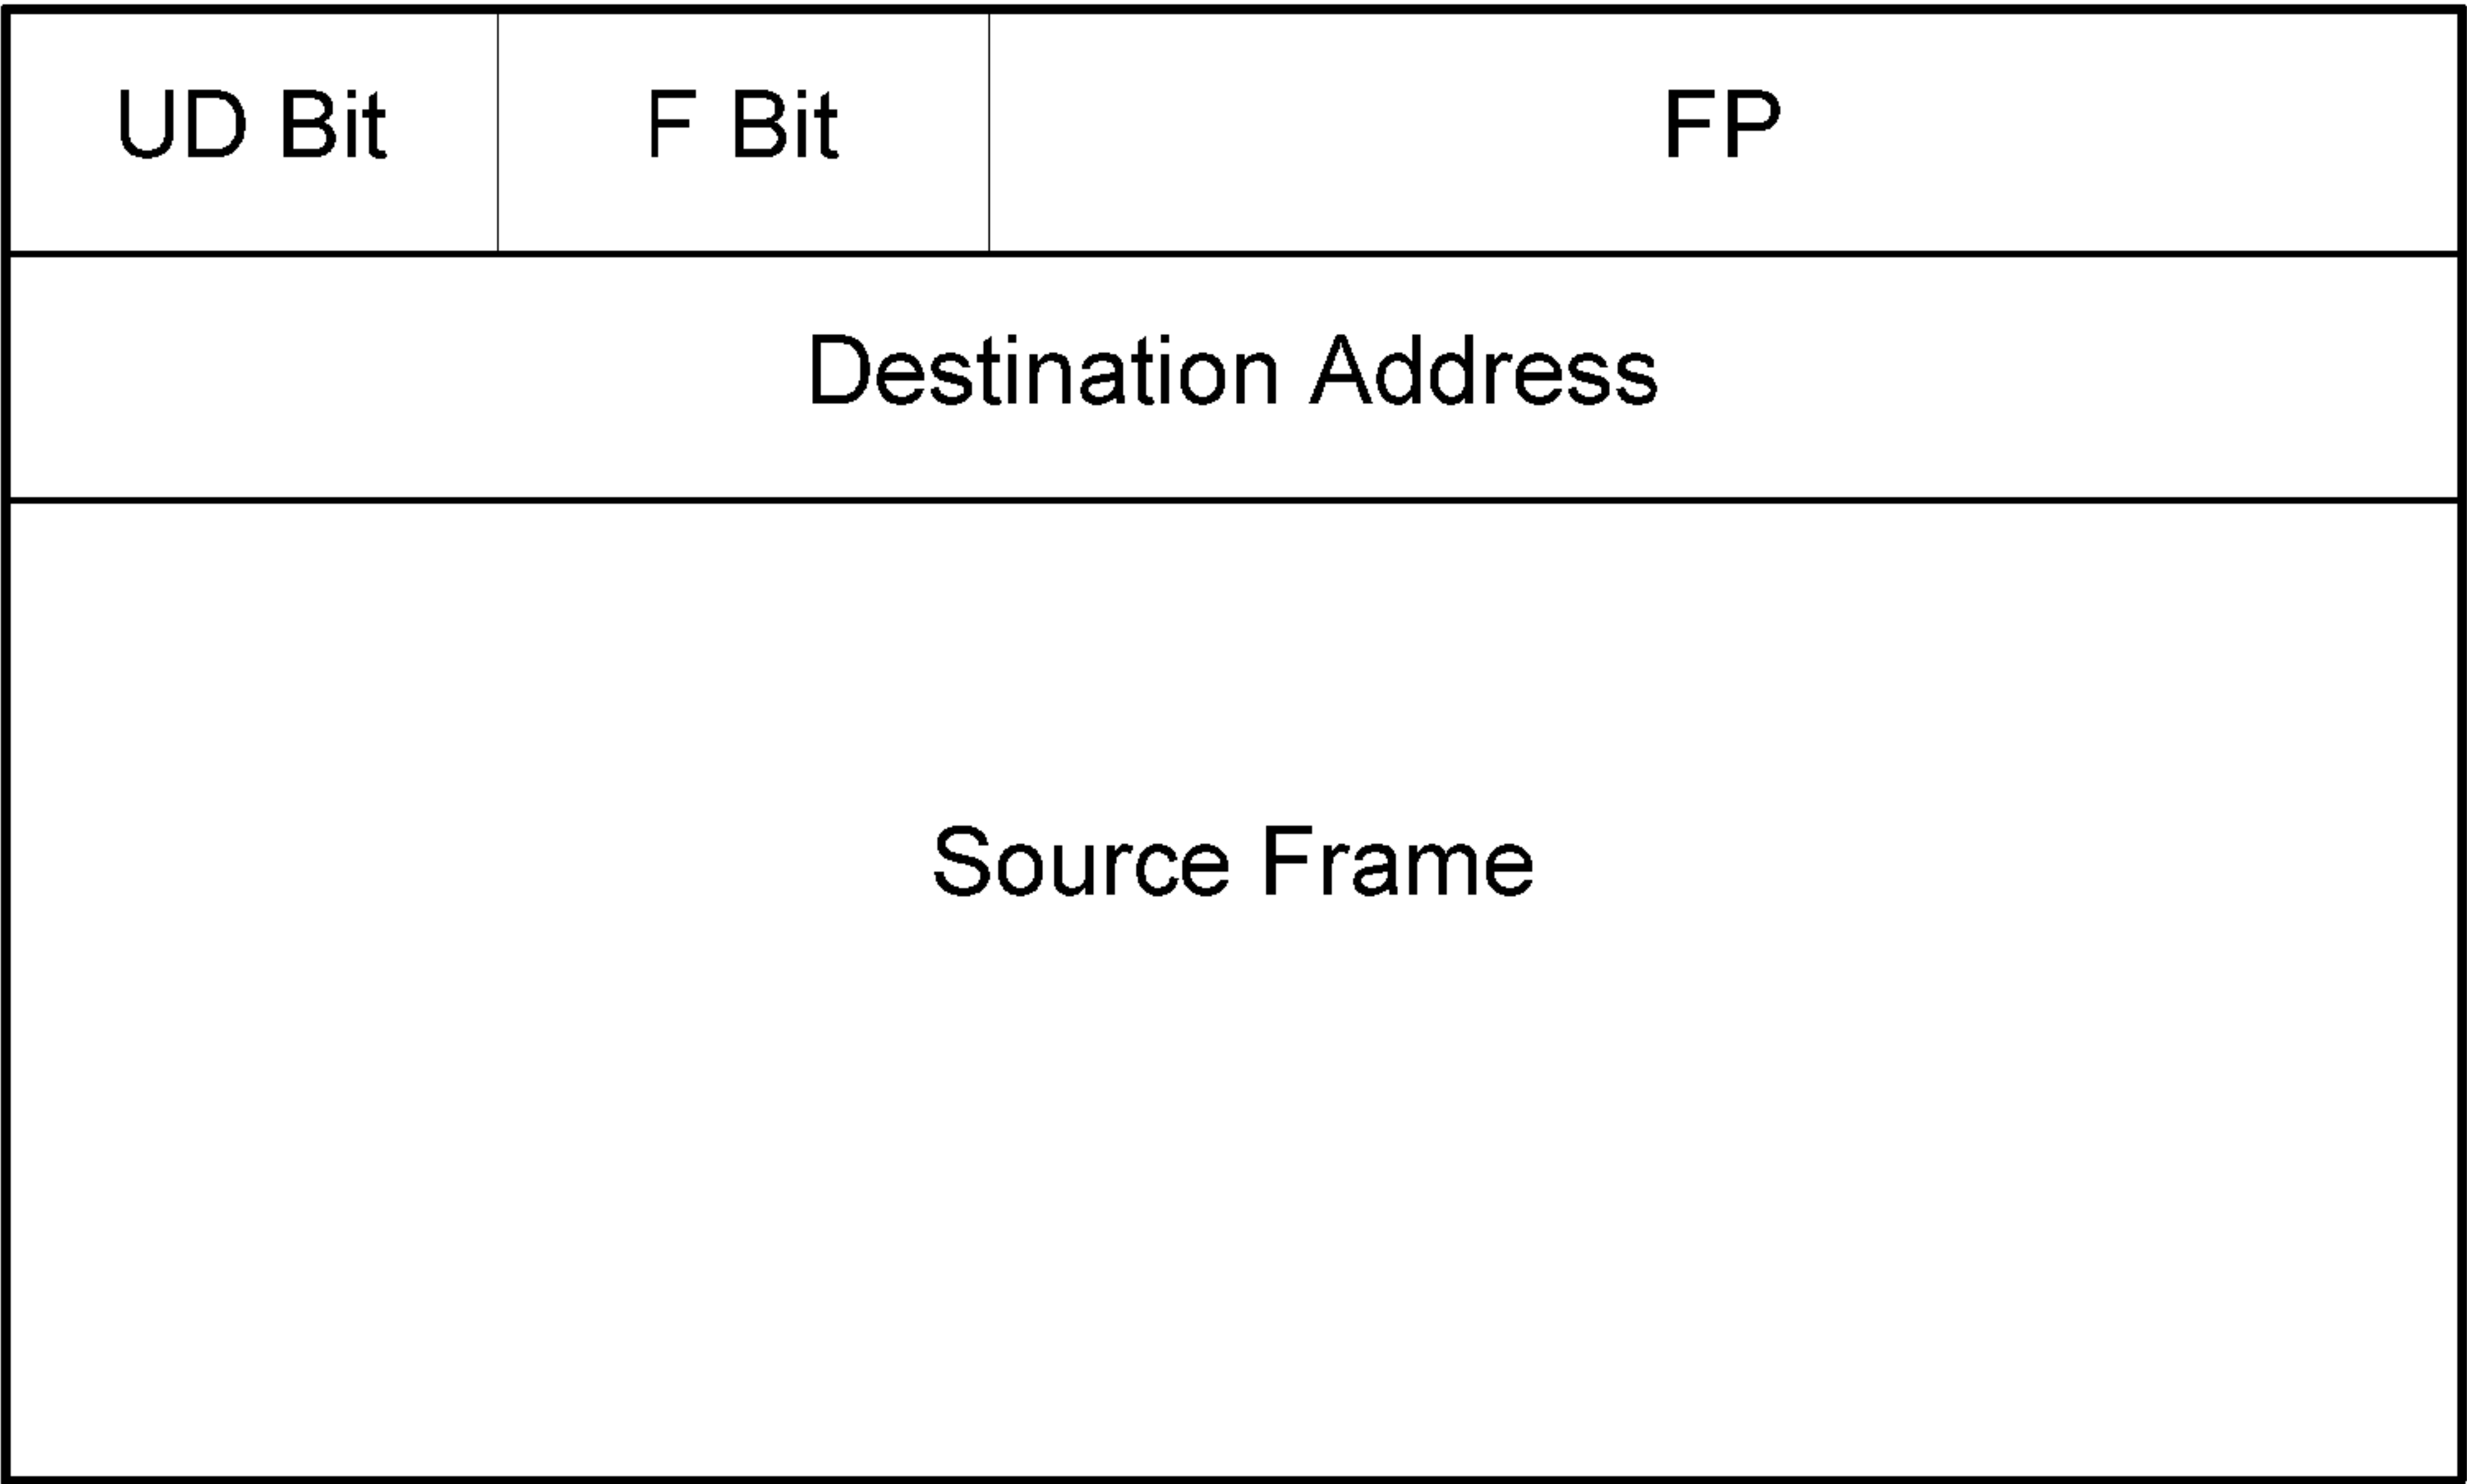 UD Bit F Bit FP
Destination Address
Source Frame